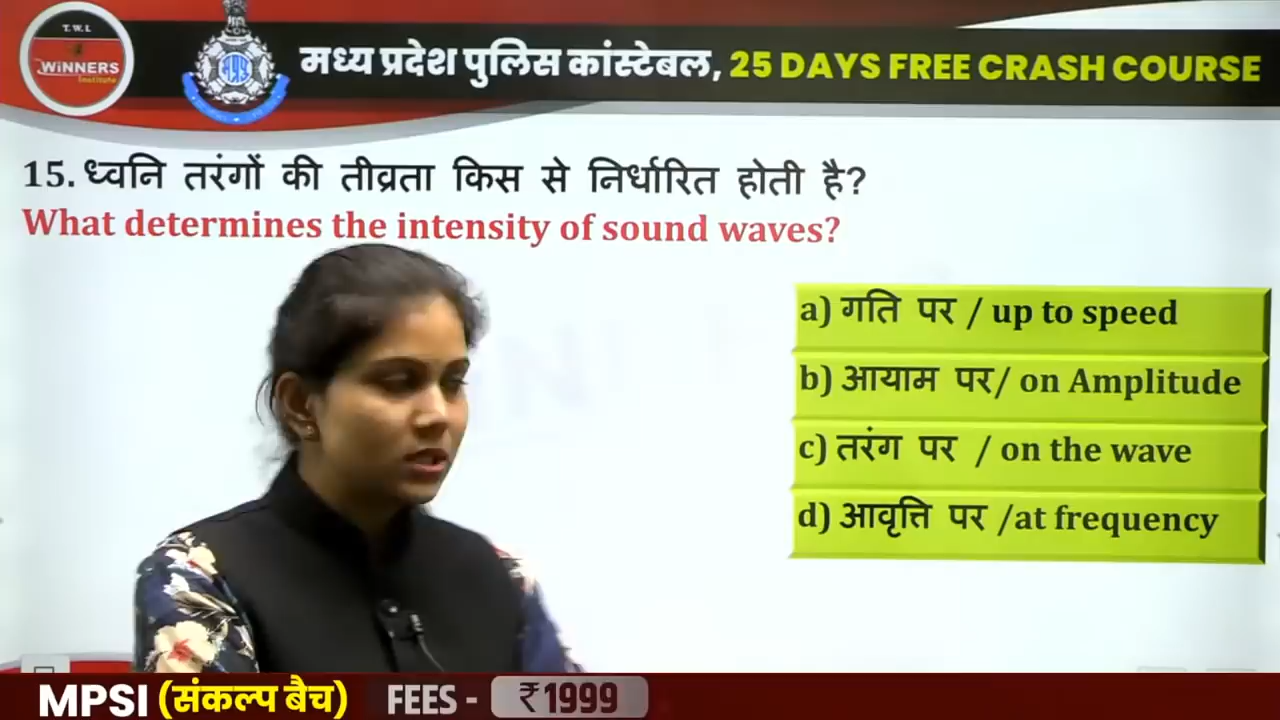 T.W.I.
WiNNERS
Institute
मध्य प्रदेश पुलिस कांस्टेबल, 25 DAYS FREE CRASH COURSE
15. ध्वनि तरंगों की तीव्रता किस से निर्धारित होती है?
What determines the intensity of sound waves?
a) गति पर / up to speed
b) आयाम पर/ on Amplitude
c) तरंग पर / on the wave
d) आवृत्ति पर /at frequency
MPSI (संकल्प बैच) FEES - ₹1999